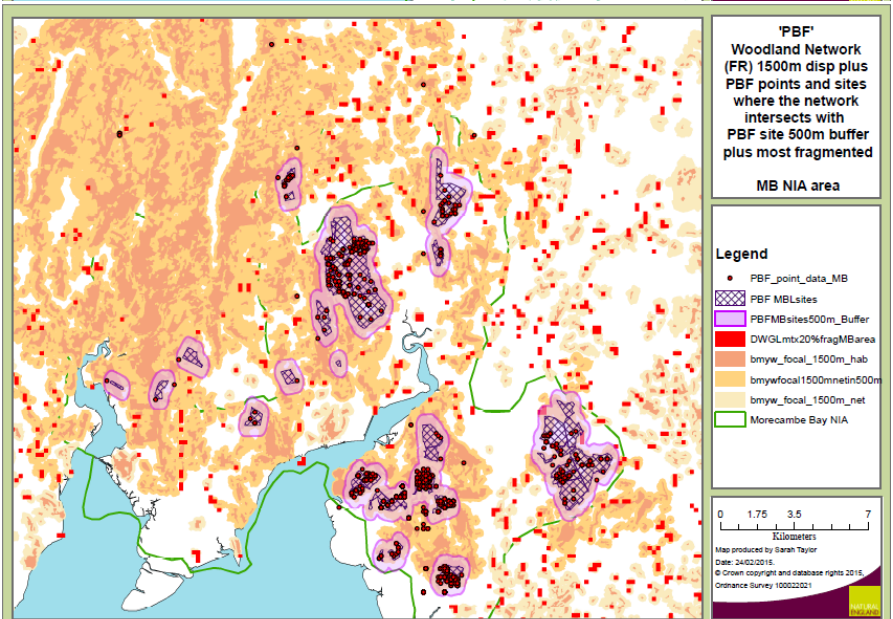 'PBF'
Woodland Network
(FR) 1500m disp plus
PBF points and sites
where the network
intersects with
PBF site 500m buffer
plus most fragmented
MB NIA area
Legend
PBF_point_data_MB
PBF MBLsites
PBFMBsites500m_Buffer
DWGLmtx20%fragMBarea
bmyw_focal_1500m_hab
bmywfocal1500mnetin500m
bmyw_focal_1500m_net
Morecambe Bay NIA
0 1.75 3.5 7
Kilometers
Map produced by Sarah Taylor
Date: 24/02/2015.
© Crown copyright and database rights 2015,
Ordnance Survey 100022021
NATURAL
ENGLAND